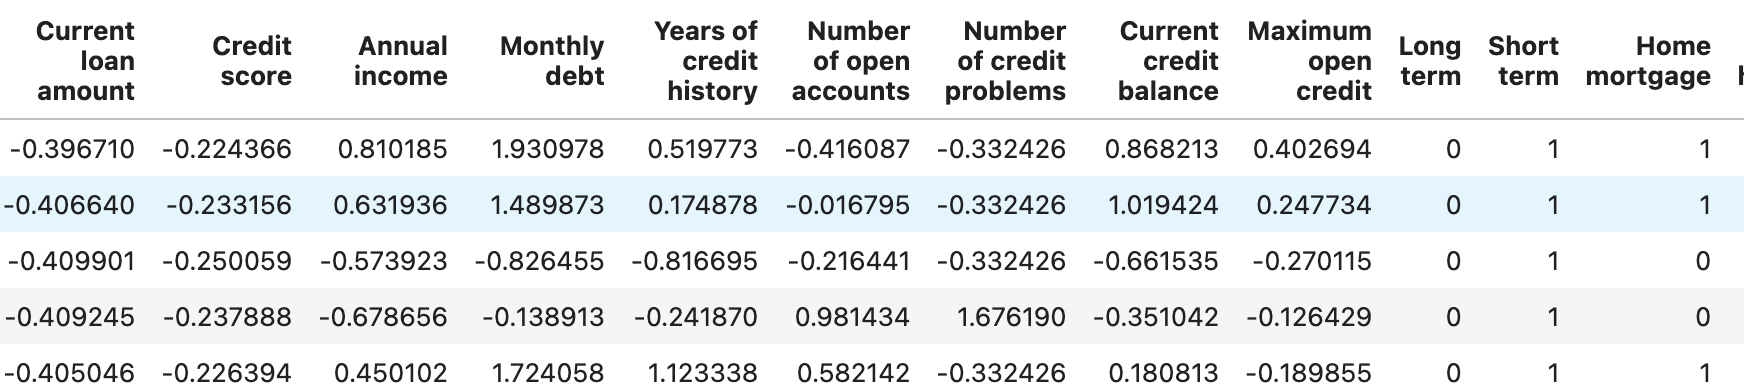 Current loan amount Credit score Annual income Monthly debt Years of credit history Number of open accounts Number of credit problems Current credit balance Maximum open credit Long term Short term Home mortgage
-0.396710 -0.224366 0.810185 1.930978 0.519773 -0.416087 -0.332426 0.868213 0.402694 0 1 1
-0.406640 -0.233156 0.631936 1.489873 0.174878 -0.016795 -0.332426 1.019424 0.247734 0 1 1
-0.409901 -0.250059 -0.573923 -0.826455 -0.816695 -0.216441 -0.332426 -0.661535 -0.270115 0 1 0
-0.409245 -0.237888 -0.678656 -0.138913 -0.241870 0.981434 1.676190 -0.351042 -0.126429 0 1 0
-0.405046 -0.226394 0.450102 1.724058 1.123338 0.582142 -0.332426 0.180813 -0.189855 0 1 1